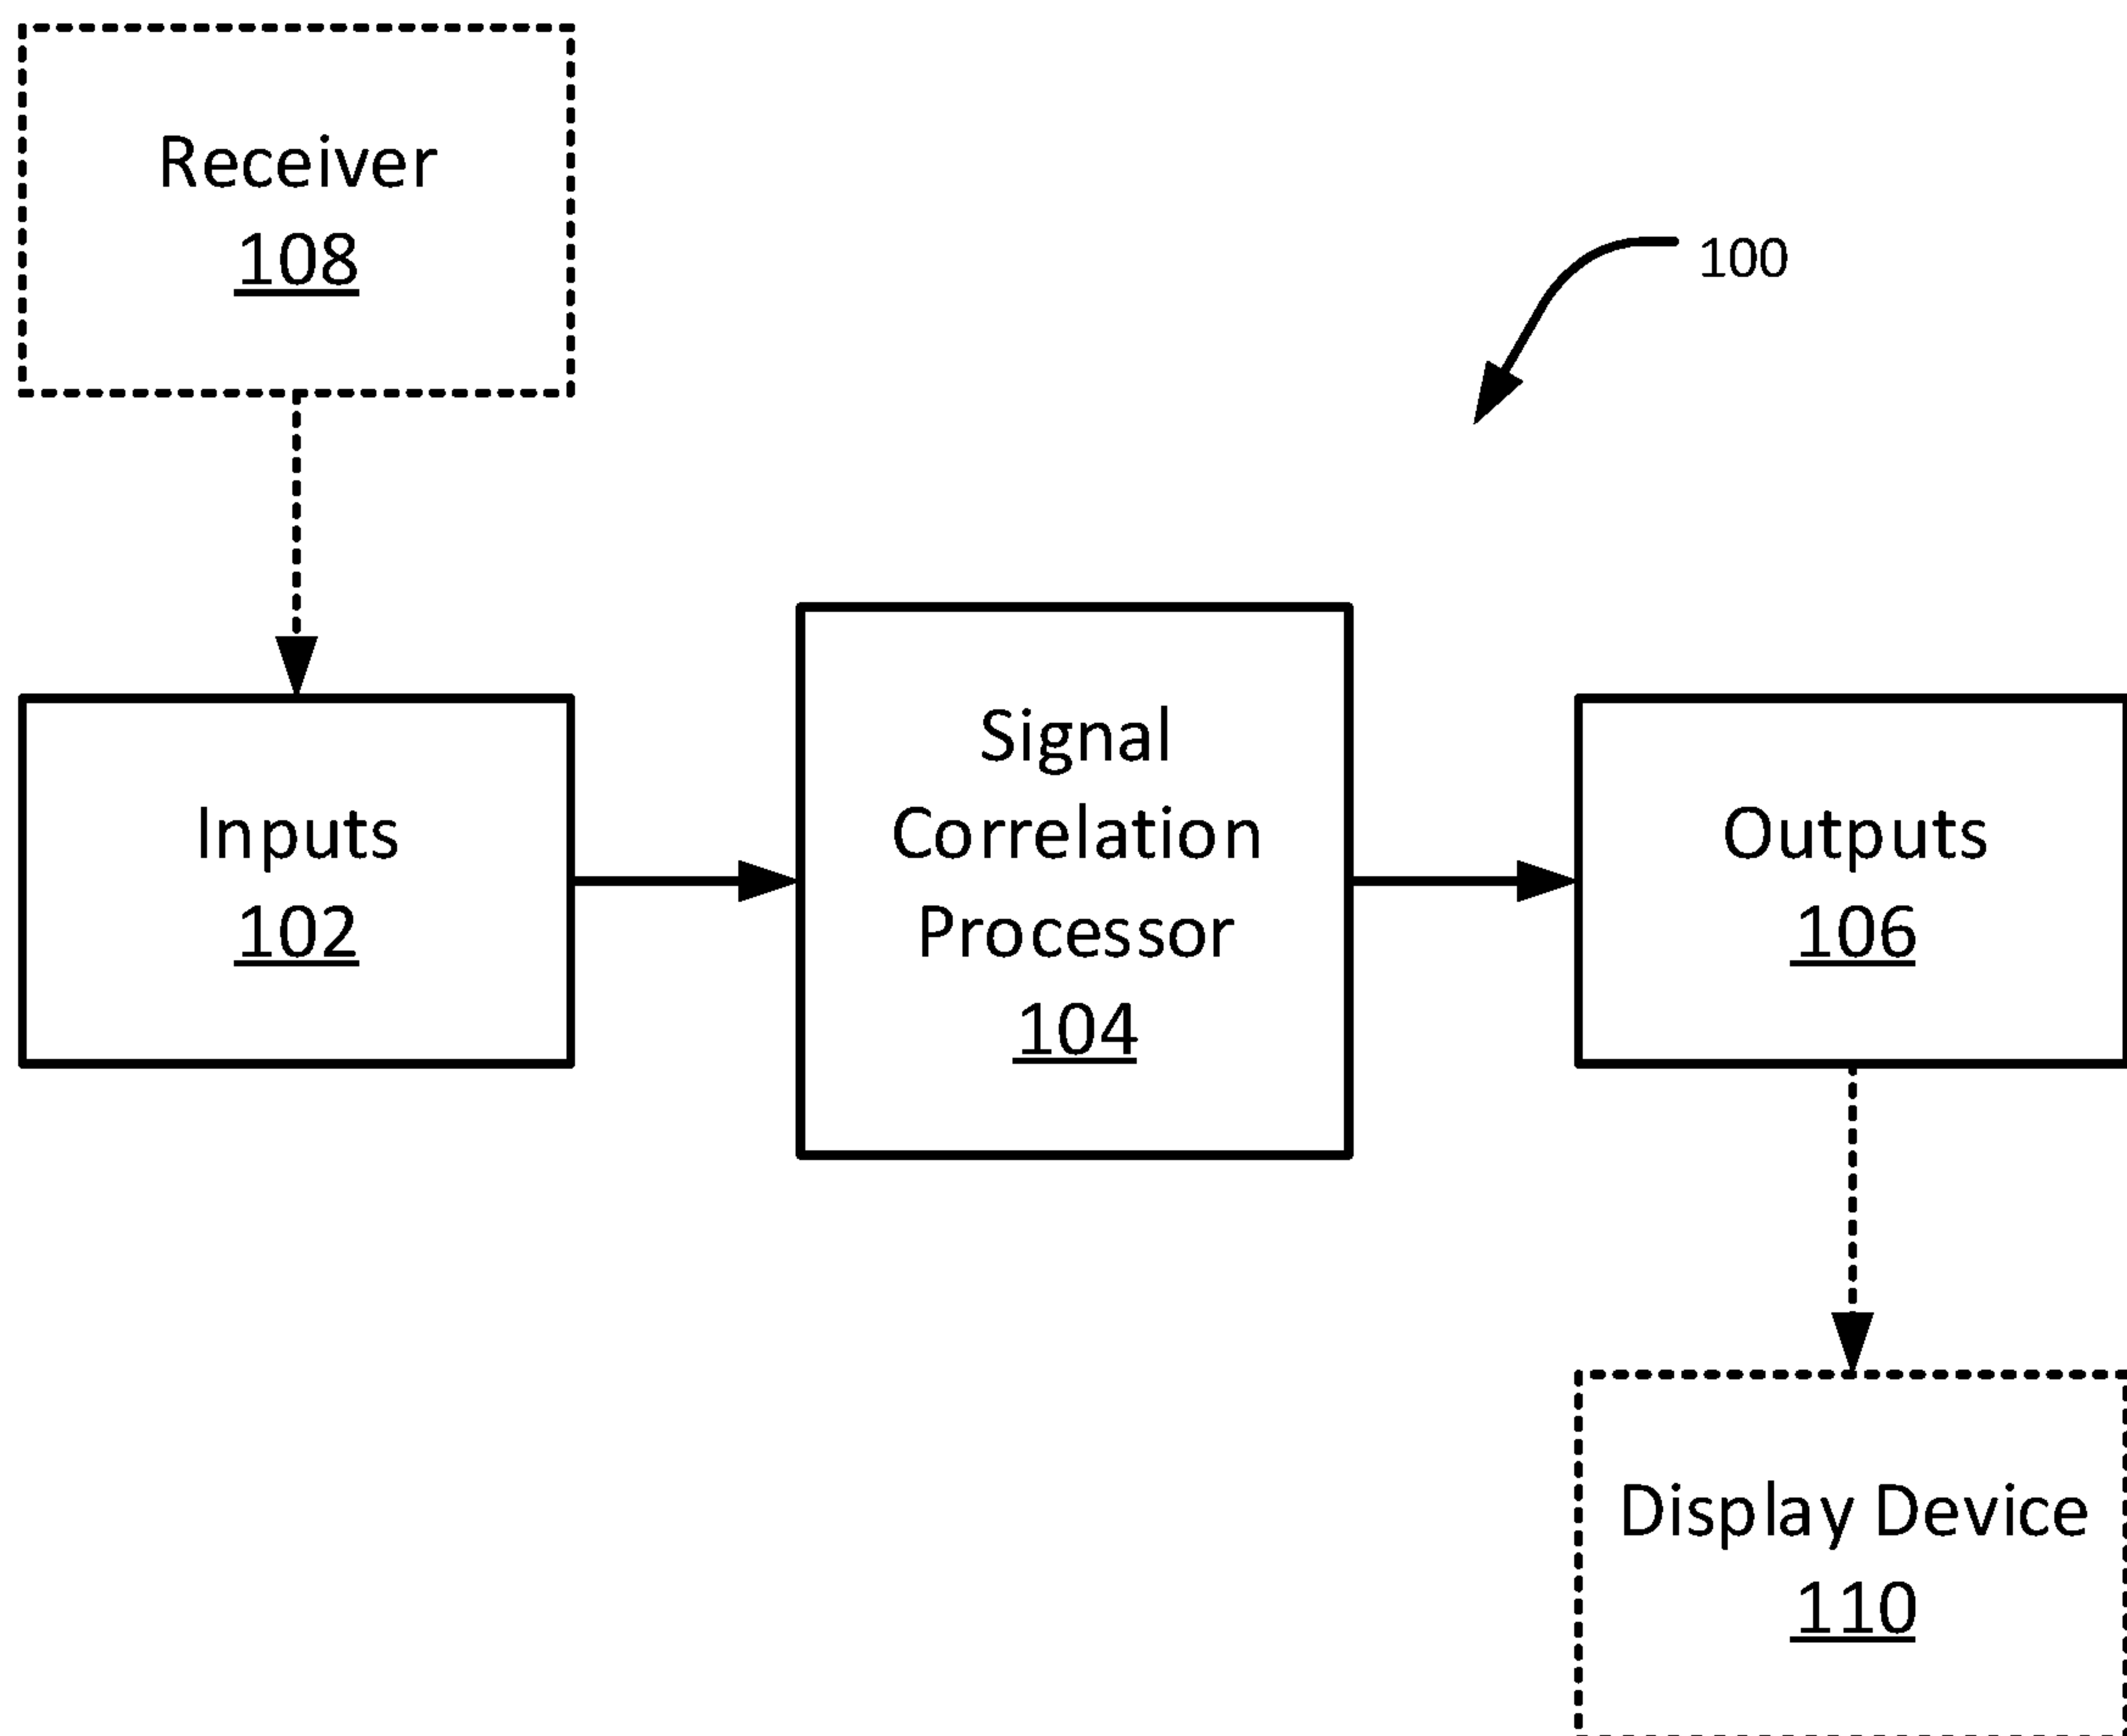 Receiver
108
100
Inputs
102
Signal
Correlation
Processor
104
Outputs
106
Display Device
110